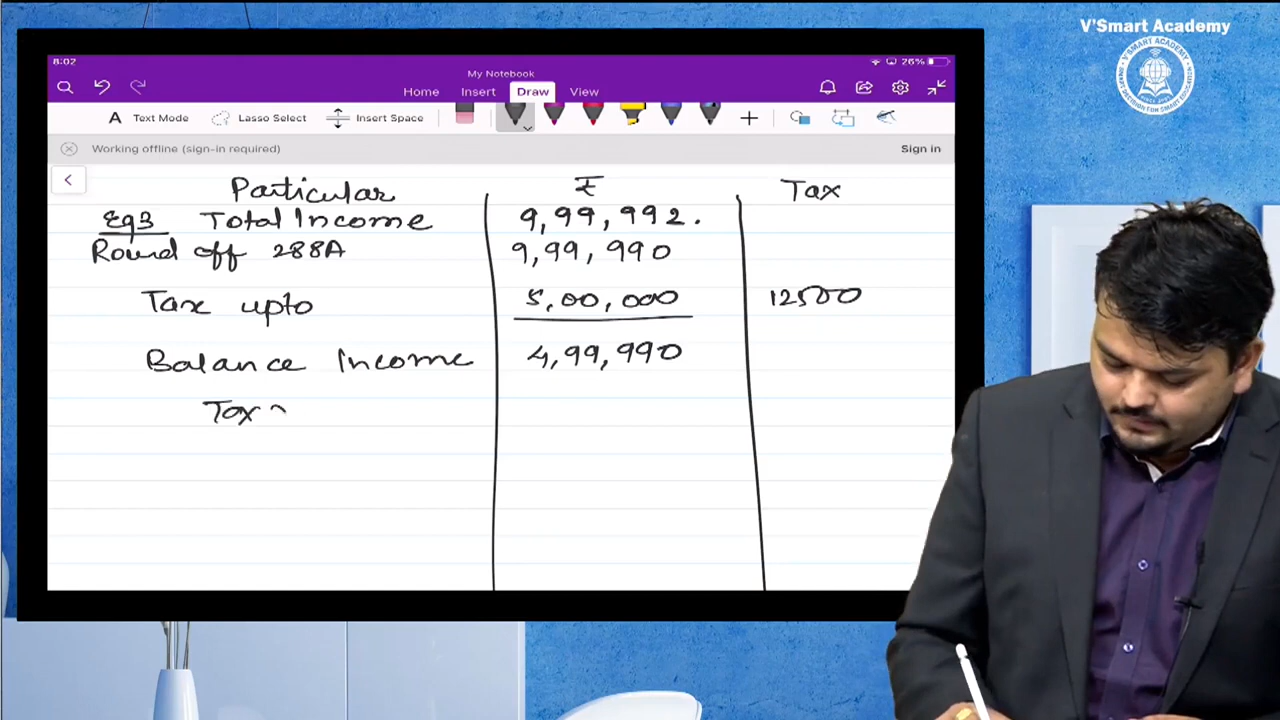 V'Smart Academy
8:02
26%
My Notebook
Home Insert Draw View
A Text Mode Lasso Select Insert Space
Working offline (sign-in required) Sign in
Particular ₹ Tax
Eg3 Total Income 9,99,992.
Round off 288A 9,99,990
Tax upto 5,00,000 12500
Balance Income 4,99,990
Tax